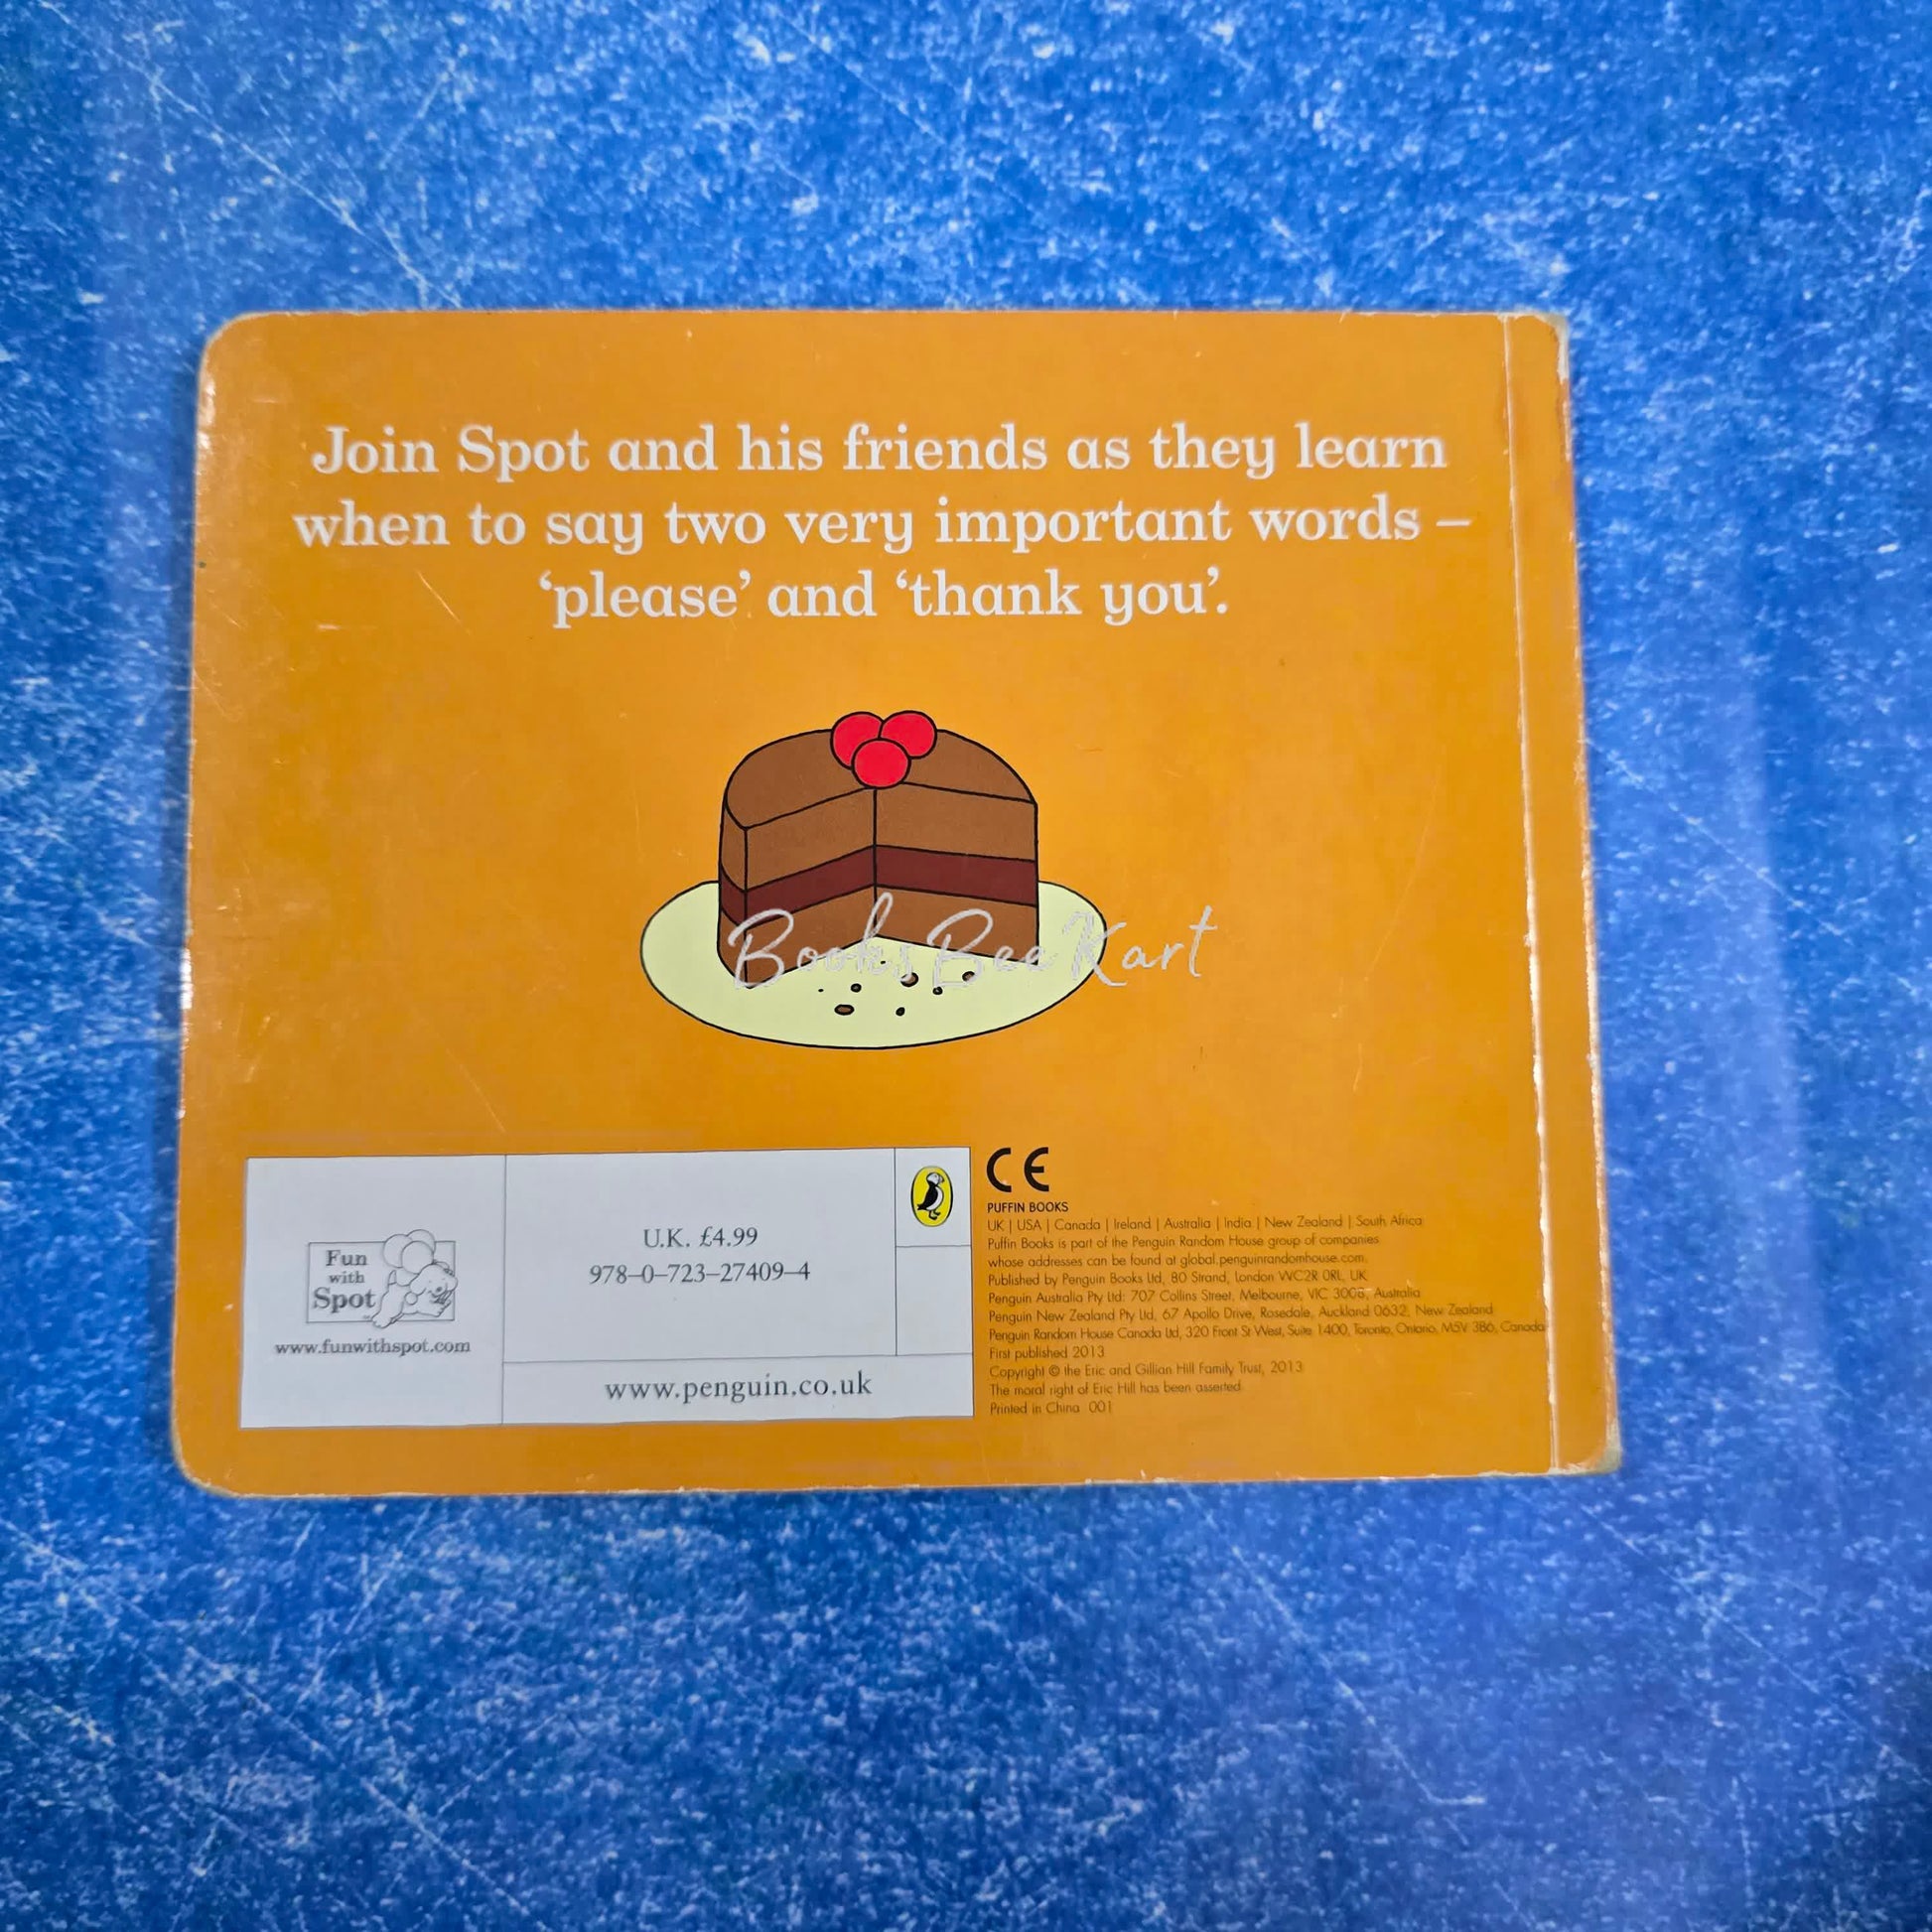 Join Spot and his friends as they learn
when to say two very important words –
‘please’ and ‘thank you’.
Books Bee Kart
Fun
with
Spot
www.funwithspot.com
U.K. £4.99
978–0–723–27409–4
www.penguin.co.uk
CE
PUFFIN BOOKS
UK | USA | Canada | Ireland | Australia | India | New Zealand | South Africa
Puffin Books is part of the Penguin Random House group of companies
whose addresses can be found at global.penguinrandomhouse.com.
Published by Penguin Books Ltd, 80 Strand, London WC2R 0RL, UK
Penguin Australia Pty Ltd: 707 Collins Street, Melbourne, VIC 3008, Australia
Penguin New Zealand Pty Ltd, 67 Apollo Drive, Rosedale, Auckland 0632, New Zealand
Penguin Random House Canada Ltd, 320 Front St West, Suite 1400, Toronto, Ontario, M5V 3B6, Canada
First published 2013
Copyright © the Eric and Gillian Hill Family Trust, 2013
The moral right of Eric Hill has been asserted
Printed in China 001